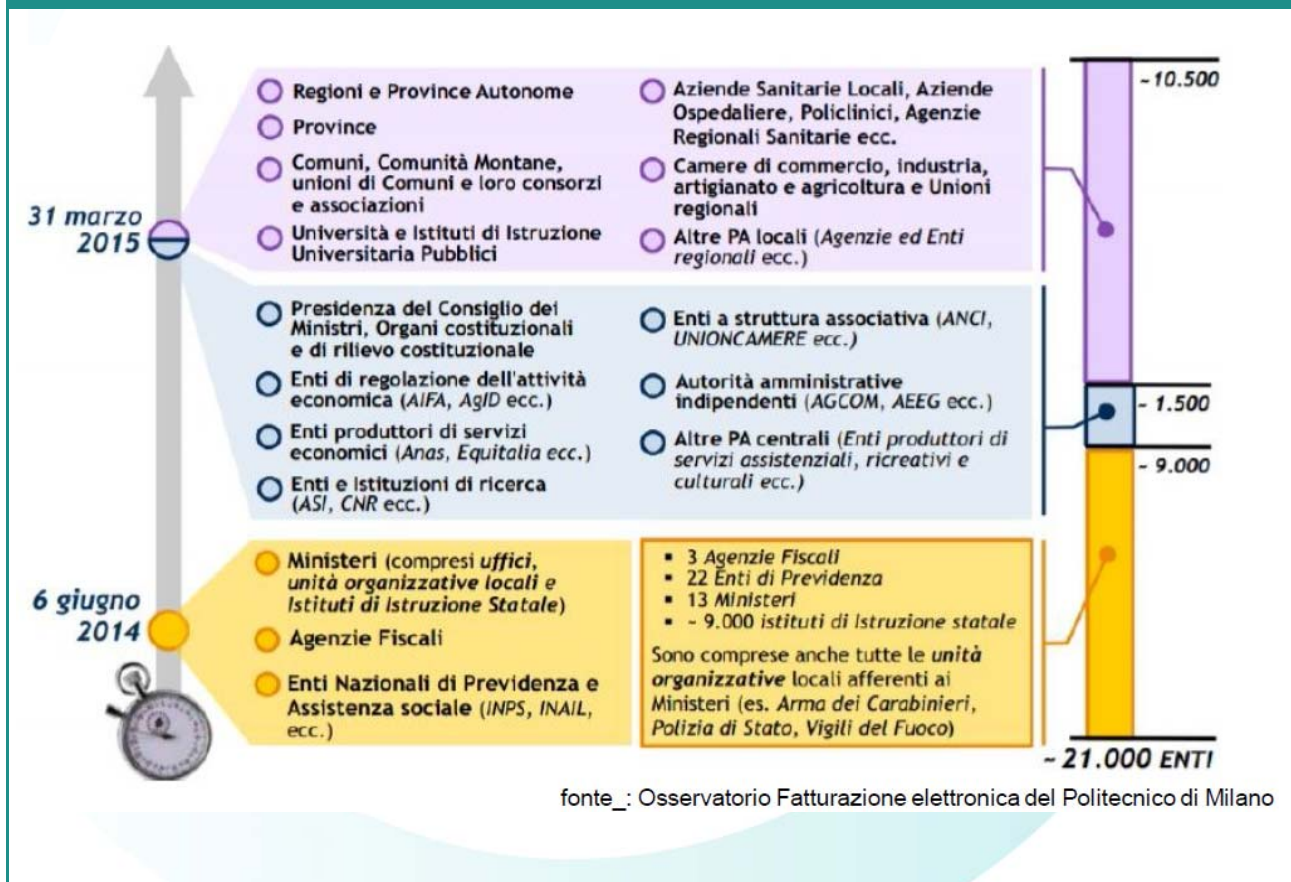 Regioni e Province Autonome
Province
Comuni, Comunità Montane,
unioni di Comuni e loro consorzi
e associazioni
Università e Istituti di Istruzione
Universitaria Pubblici
Aziende Sanitarie Locali, Aziende
Ospedaliere, Policlinici, Agenzie
Regionali Sanitarie ecc.
Camere di commercio, industria,
artigianato e agricoltura e Unioni
regionali
Altre PA locali (Agenzie ed Enti
regionali ecc.)
~10.500
31 marzo
2015
Presidenza del Consiglio dei
Ministri, Organi costituzionali
e di rilievo costituzionale
Enti di regolazione dell'attività
economica (AIFA, AgID ecc.)
Enti produttori di servizi
economici (Anas, Equitalia ecc.)
Enti e Istituzioni di ricerca
(ASI, CNR ecc.)
Enti a struttura associativa (ANCI,
UNIONCAMERE ecc.)
Autorità amministrative
indipendenti (AGCOM, AEEG ecc.)
Altre PA centrali (Enti produttori di
servizi assistenziali, ricreativi e
culturali ecc.)
~ 1.500
~ 9.000
6 giugno
2014
Ministeri (compresi uffici,
unità organizzative locali e
Istituti di Istruzione Statale)
Agenzie Fiscali
Enti Nazionali di Previdenza e
Assistenza sociale (INPS, INAIL,
ecc.)
▪ 3 Agenzie Fiscali
▪ 22 Enti di Previdenza
▪ 13 Ministeri
▪ ~ 9.000 istituti di Istruzione statale
Sono comprese anche tutte le unità
organizzative locali afferenti ai
Ministeri (es. Arma dei Carabinieri,
Polizia di Stato, Vigili del Fuoco)
~ 21.000 ENTI
fonte_: Osservatorio Fatturazione elettronica del Politecnico di Milano